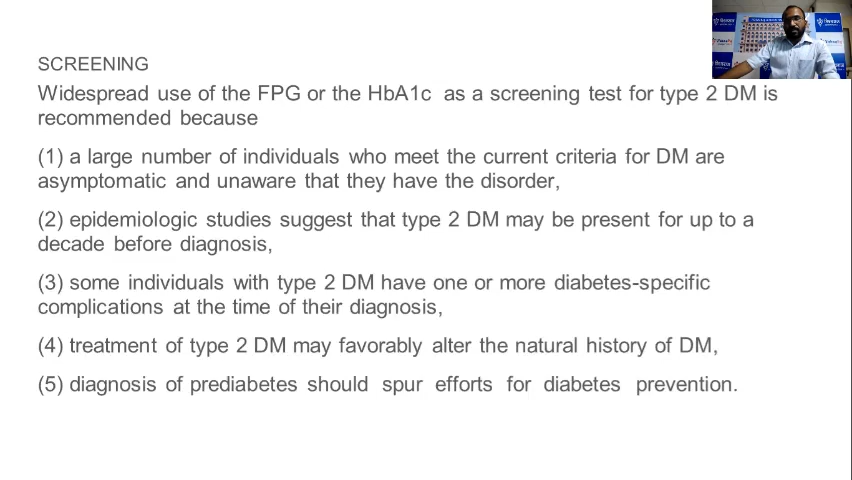 SCREENING
Widespread use of the FPG or the HbA1c as a screening test for type 2 DM is
recommended because
(1) a large number of individuals who meet the current criteria for DM are
asymptomatic and unaware that they have the disorder,
(2) epidemiologic studies suggest that type 2 DM may be present for up to a
decade before diagnosis,
(3) some individuals with type 2 DM have one or more diabetes-specific
complications at the time of their diagnosis,
(4) treatment of type 2 DM may favorably alter the natural history of DM,
(5) diagnosis of prediabetes should spur efforts for diabetes prevention.